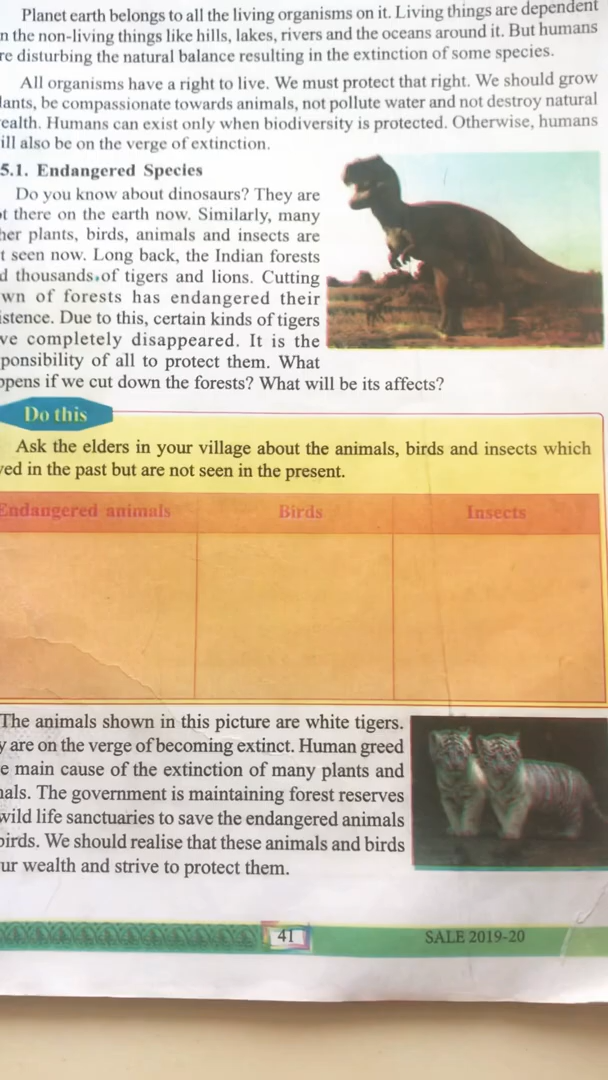 Planet earth belongs to all the living organisms on it. Living things are dependent
n the non-living things like hills, lakes, rivers and the oceans around it. But humans
re disturbing the natural balance resulting in the extinction of some species.
All organisms have a right to live. We must protect that right. We should grow
lants, be compassionate towards animals, not pollute water and not destroy natural
ealth. Humans can exist only when biodiversity is protected. Otherwise, humans
ill also be on the verge of extinction.
5.1. Endangered Species
Do you know about dinosaurs? They are
t there on the earth now. Similarly, many
her plants, birds, animals and insects are
t seen now. Long back, the Indian forests
d thousands of tigers and lions. Cutting
wn of forests has endangered their
istence. Due to this, certain kinds of tigers
ve completely disappeared. It is the
ponsibility of all to protect them. What
ppens if we cut down the forests? What will be its affects?
Do this
Ask the elders in your village about the animals, birds and insects which
ved in the past but are not seen in the present.
Endangered animals Birds Insects
The animals shown in this picture are white tigers.
y are on the verge of becoming extinct. Human greed
e main cause of the extinction of many plants and
nals. The government is maintaining forest reserves
wild life sanctuaries to save the endangered animals
birds. We should realise that these animals and birds
ur wealth and strive to protect them.
41 SALE 2019-20